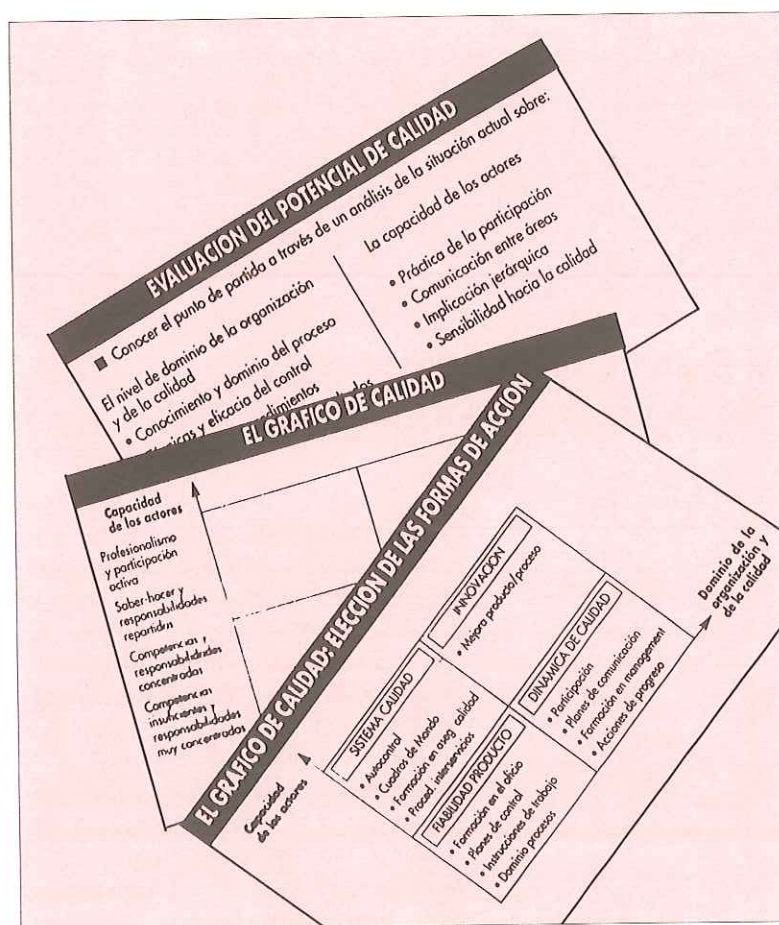 EVALUACION DEL POTENCIAL DE CALIDAD
Conocer el punto de partida a través de un análisis de la situación actual sobre:
El nivel de dominio de la organización
y de la calidad
• Conocimiento y dominio del proceso
y eficacia del control
La capacidad de los actores
• Práctica de la participación
• Comunicación entre áreas
• Implicación jerárquica
• Sensibilidad hacia la calidad
EL GRAFICO DE CALIDAD
Capacidad
de los actores
Profesionalismo
y participación
activa
Saber-hacer y
responsabilidades
repartidas
Competencias y
responsabilidades
concentradas
Competencias
insuficientes y
responsabilidades
muy concentradas
EL GRAFICO DE CALIDAD: ELECCION DE LAS FORMAS DE ACCION
Capacidad
de los actores
SISTEMA CALIDAD
• Autocontrol
• Cuadros de Mando
• Formación en aseg. calidad
• Proced. interservicios
INNOVACION
• Mejora producto/proceso
FIABILIDAD PRODUCTO
• Formación en el oficio
• Planes de control
• Instrucciones de trabajo
• Dominio procesos
DINAMICA DE CALIDAD
• Participación
• Planes de comunicación
• Formación en management
• Acciones de progreso
Dominio de la
organización y
de la calidad